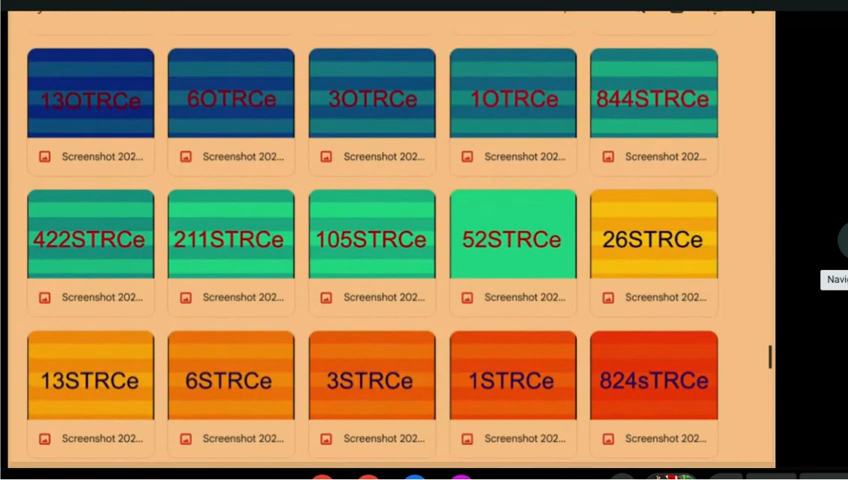 13OTRCe 6OTRCe 3OTRCe 1OTRCe 844STRCe
Screenshot 202... Screenshot 202... Screenshot 202... Screenshot 202... Screenshot 202...
422STRCe 211STRCe 105STRCe 52STRCe 26STRCe
Navi
Screenshot 202... Screenshot 202... Screenshot 202... Screenshot 202... Screenshot 202...
13STRCe 6STRCe 3STRCe 1STRCe 824sTRCe
Screenshot 202... Screenshot 202... Screenshot 202... Screenshot 202... Screenshot 202...